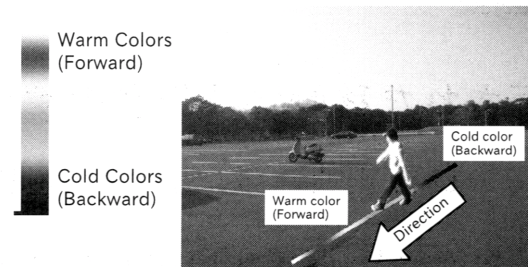 Warm Colors
(Forward)
Cold Colors
(Backward)
Cold color
(Backward)
Warm color
(Forward)
Direction